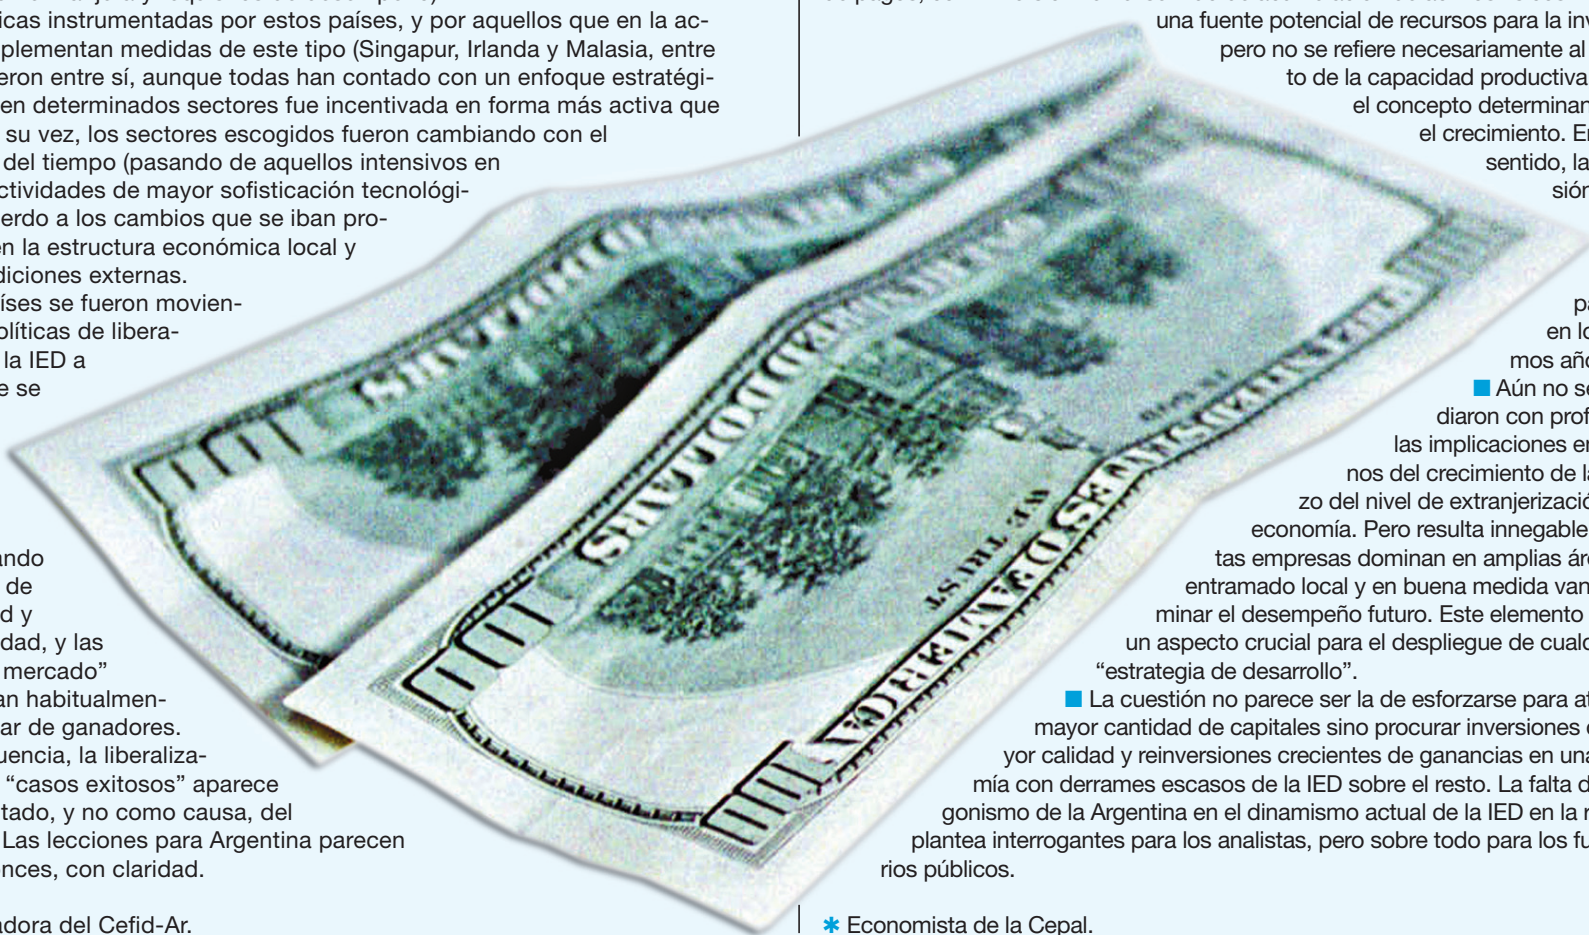 icas instrumentadas por estos países, y por aquellos que en la ac-
plementan medidas de este tipo (Singapur, Irlanda y Malasia, entre
eron entre sí, aunque todas han contado con un enfoque estratégi-
en determinados sectores fue incentivada en forma más activa que
su vez, los sectores escogidos fueron cambiando con el
del tiempo (pasando de aquellos intensivos en
ctividades de mayor sofisticación tecnológi-
uerdo a los cambios que se iban pro-
en la estructura económica local y
diciones externas.
íses se fueron movien-
olíticas de libera-
la IED a
e se
ando
de
d y
dad, y las
mercado”
an habitualmen-
ar de ganadores.
uencia, la liberaliza-
“casos exitosos” aparece
tado, y no como causa, del
Las lecciones para Argentina parecen
nces, con claridad.
adora del Cefid-Ar.
una fuente potencial de recursos para la inv
pero no se refiere necesariamente al
to de la capacidad productiva
el concepto determinan
el crecimiento. En
sentido, la
sión
pa
en lo
mos año
■ Aún no se
diaron con prof
las implicaciones en
nos del crecimiento de la
zo del nivel de extranjerizació
economía. Pero resulta innegable
tas empresas dominan en amplias áre
entramado local y en buena medida van
minar el desempeño futuro. Este elemento
un aspecto crucial para el despliegue de cualq
“estrategia de desarrollo”.
■ La cuestión no parece ser la de esforzarse para at
mayor cantidad de capitales sino procurar inversiones d
yor calidad y reinversiones crecientes de ganancias en una
mía con derrames escasos de la IED sobre el resto. La falta d
gonismo de la Argentina en el dinamismo actual de la IED en la r
plantea interrogantes para los analistas, pero sobre todo para los fu
rios públicos.
✱ Economista de la Cepal.
WE TRUST
DOLLARS